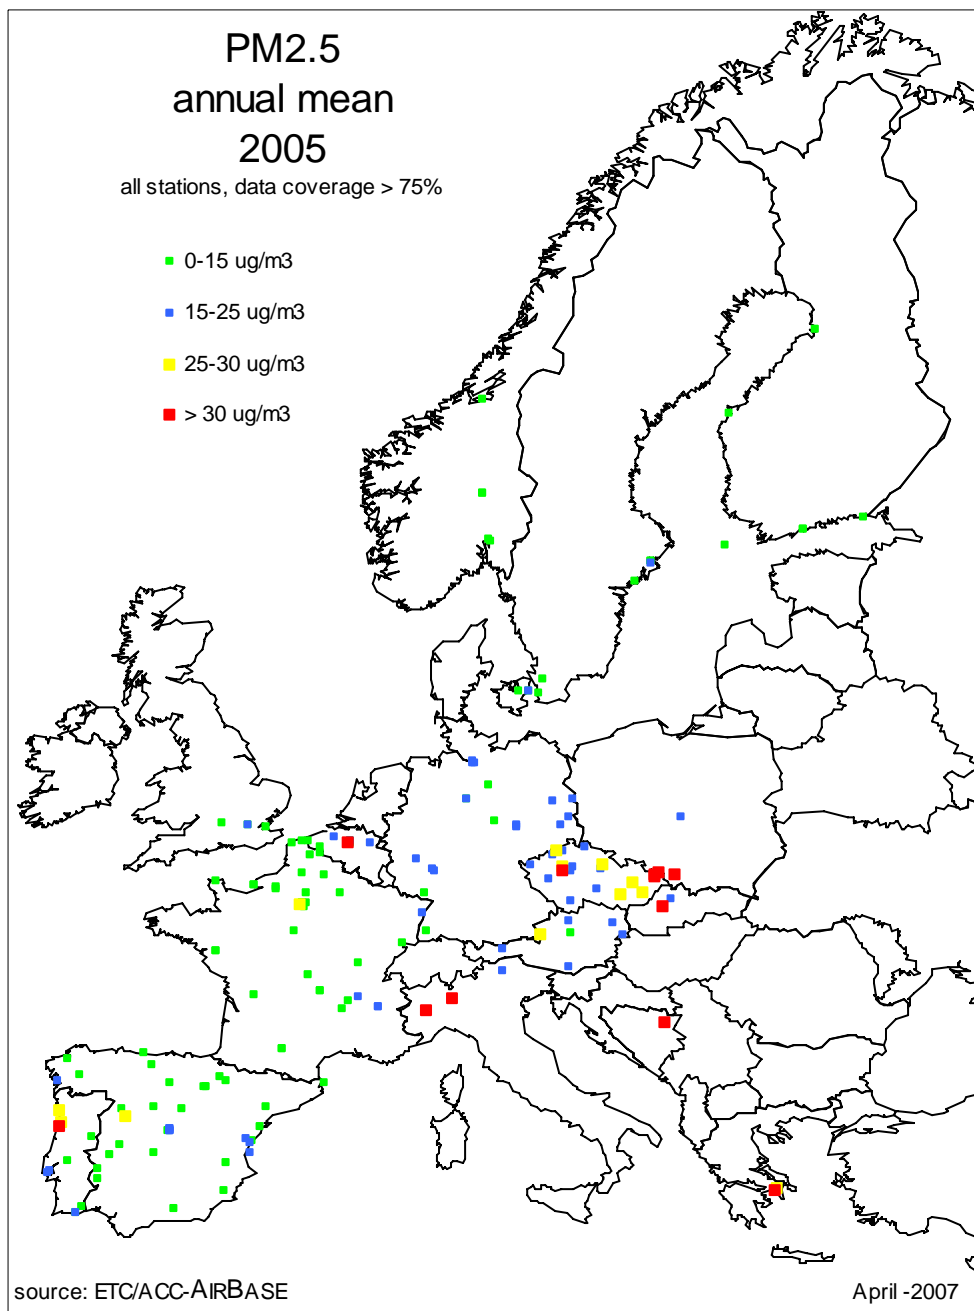 PM2.5
annual mean
2005
all stations, data coverage > 75%
0-15 ug/m3
15-25 ug/m3
25-30 ug/m3
> 30 ug/m3
source: ETC/ACC-AIRBASE
April -2007